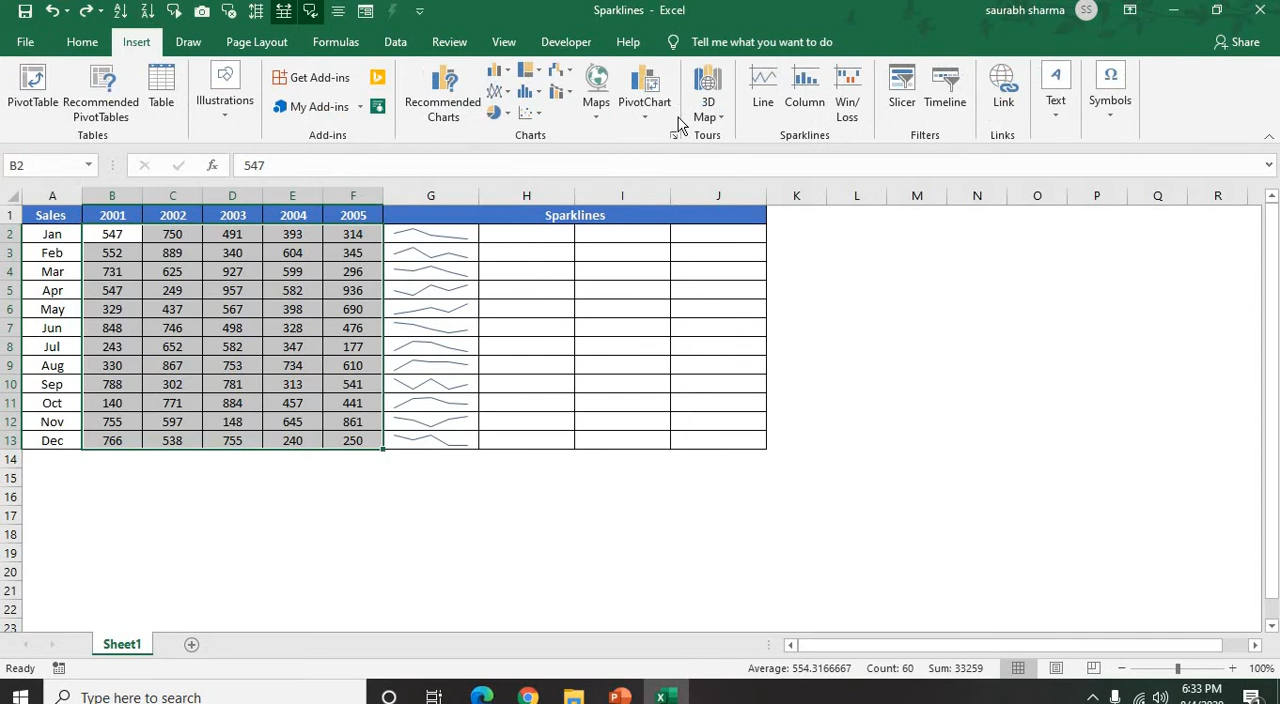 Sparklines - Excel
saurabh sharma SS
File Home Insert Draw Page Layout Formulas Data Review View Developer Help Tell me what you want to do Share
PivotTable Recommended PivotTables Table
Illustrations
Get Add-ins
My Add-ins
Recommended Charts
Maps PivotChart
3D Map
Line Column Win/Loss
Slicer Timeline
Link
Text
Symbols
Tables Add-ins Charts Tours Sparklines Filters Links
B2 fx 547
A B C D E F G H I J K L M N O P Q R
1 Sales 2001 2002 2003 2004 2005 Sparklines
2 Jan 547 750 491 393 314
3 Feb 552 889 340 604 345
4 Mar 731 625 927 599 296
5 Apr 547 249 957 582 936
6 May 329 437 567 398 690
7 Jun 848 746 498 328 476
8 Jul 243 652 582 347 177
9 Aug 330 867 753 734 610
10 Sep 788 302 781 313 541
11 Oct 140 771 884 457 441
12 Nov 755 597 148 645 861
13 Dec 766 538 755 240 250
14
15
16
17
18
19
20
21
22
23
Sheet1
Ready Average: 554.3166667 Count: 60 Sum: 33259 100%
Type here to search
6:33 PM